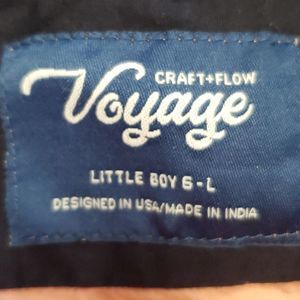 CRAFT+FLOW
Voyage
LITTLE BOY 6-L
DESIGNED IN USA/MADE IN INDIA